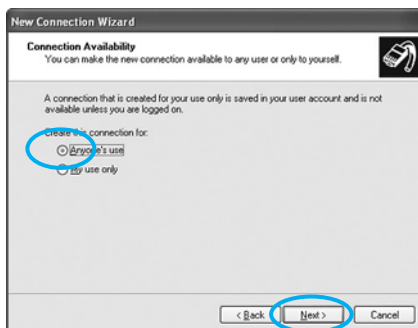 New Connection Wizard
Connection Availability
You can make the new connection available to any user or only to yourself.
A connection that is created for your use only is saved in your user account and is not
available unless you are logged on.
Create this connection for:
Anyone's use
My use only
< Back
Next >
Cancel